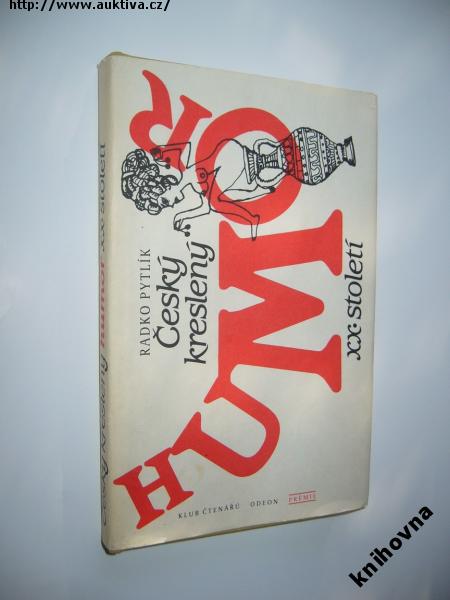 http://www.auktiva.cz/
český kreslený humor xx. století
RADKO PYTLÍK
Český
kreslený
HUMOR
xx. století
KLUB ČTENÁŘŮ ODEON PRÉMIE
knihovna